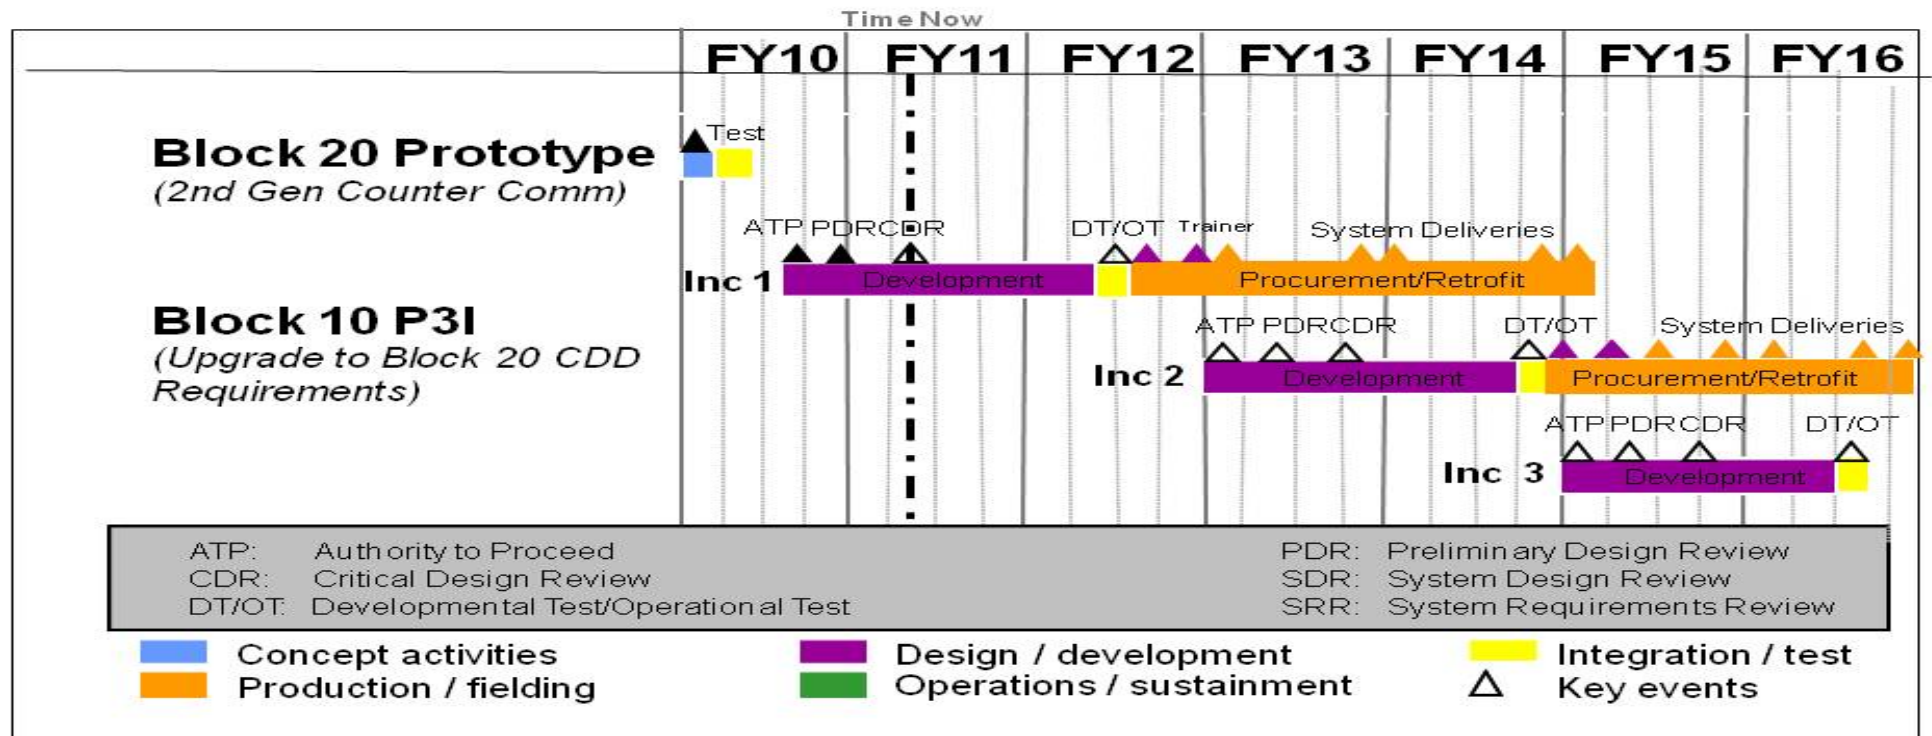 Time Now
FY10 FY11 FY12 FY13 FY14 FY15 FY16
Test
Block 20 Prototype
(2nd Gen Counter Comm)
ATP PDR CDR DT/OT Trainer System Deliveries
Inc 1 Development Procurement/Retrofit
Block 10 P3I
(Upgrade to Block 20 CDD
Requirements)
ATP PDR CDR DT/OT System Deliveries
Inc 2 Development Procurement/Retrofit
ATP PDR CDR DT/OT
Inc 3 Development
ATP: Authority to Proceed PDR: Preliminary Design Review
CDR: Critical Design Review SDR: System Design Review
DT/OT: Developmental Test/Operational Test SRR: System Requirements Review
Concept activities Design / development Integration / test
Production / fielding Operations / sustainment Key events